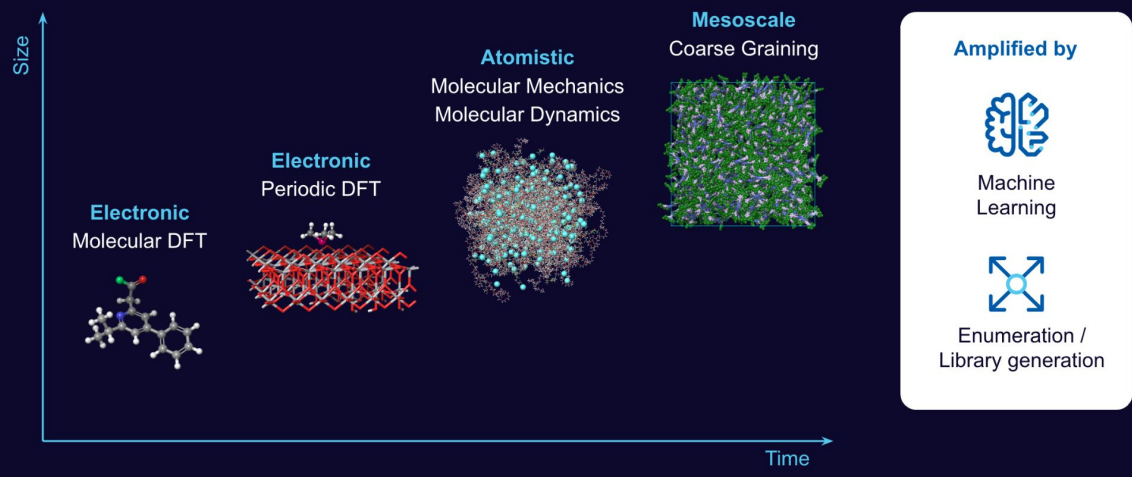 Size
Electronic
Molecular DFT
Electronic
Periodic DFT
Atomistic
Molecular Mechanics
Molecular Dynamics
Mesoscale
Coarse Graining
Time
Amplified by
Machine
Learning
Enumeration /
Library generation